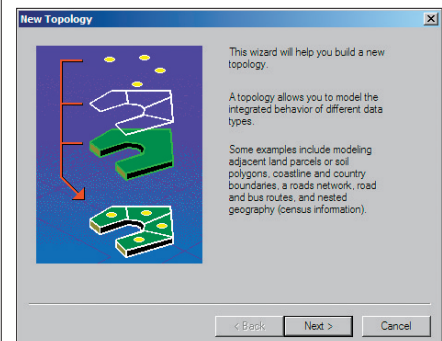 New Topology
This wizard will help you build a new
topology.
A topology allows you to model the
integrated behavior of different data
types.
Some examples include modeling
adjacent land parcels or soil
polygons, coastline and country
boundaries, a roads network, road
and bus routes, and nested
geography (census information).
< Back
Next >
Cancel